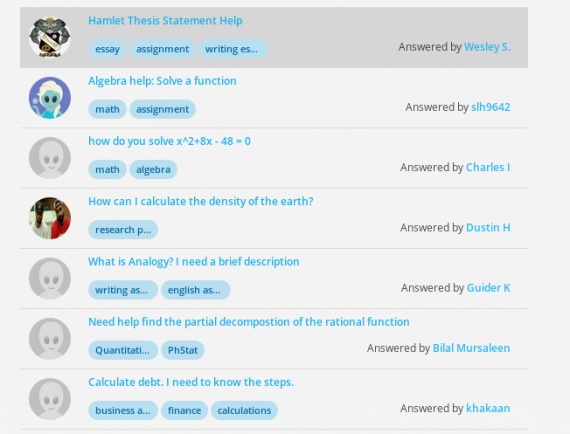 Hamlet Thesis Statement Help
essay assignment writing es... Answered by Wesley S.
Algebra help: Solve a function
math assignment Answered by slh9642
how do you solve x^2+8x - 48 = 0
math algebra Answered by Charles I
How can I calculate the density of the earth?
research p... Answered by Dustin H
What is Analogy? I need a brief description
writing as... english as... Answered by Guider K
Need help find the partial decompostion of the rational function
Quantitati... PhStat Answered by Bilal Mursaleen
Calculate debt. I need to know the steps.
business a... finance calculations Answered by khakaan